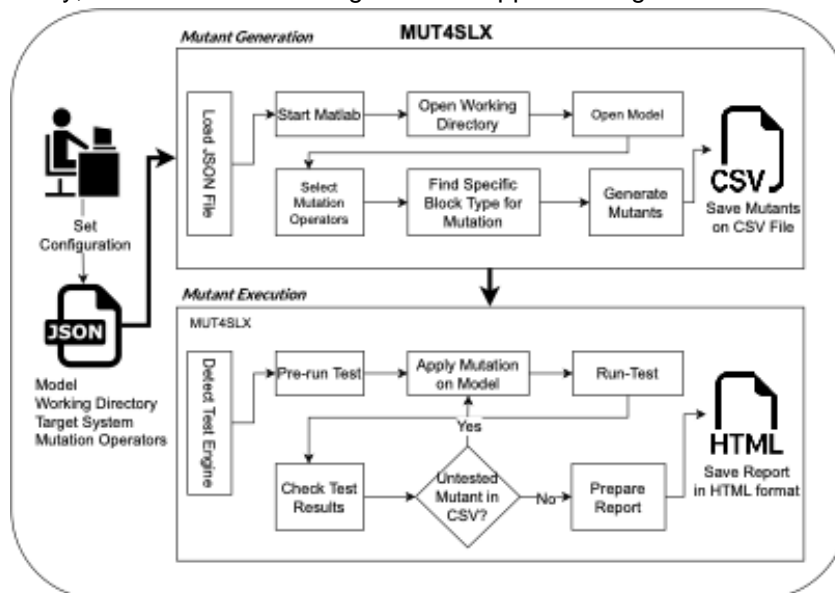 Mutant Generation
MUT4SLX
Load JSON File
Start Matlab
Open Working
Directory
Open Model
Select
Mutation
Operators
Find Specific
Block Type for
Mutation
Generate
Mutants
CSV
Save Mutants
on CSV File
Set
Configuration
JSON
Model
Working Directory
Target System
Mutation Operators
Mutant Execution
MUT4SLX
Detect Test Engine
Pre-run Test
Apply Mutation
on Model
Run-Test
Yes
Check Test
Results
Untested
Mutant in
CSV?
No
Prepare
Report
HTML
Save Report
in HTML format